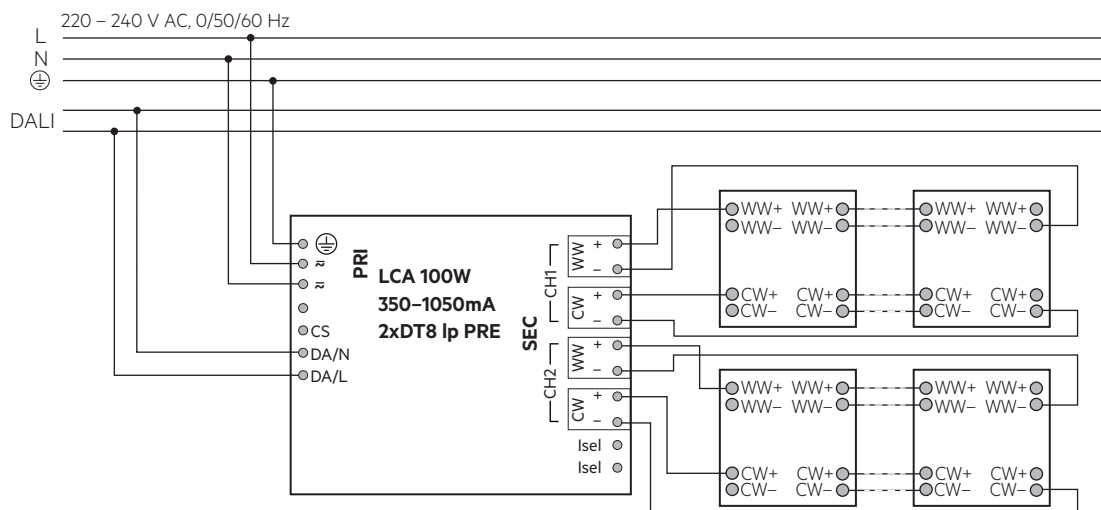 220 – 240 V AC, 0/50/60 Hz
L
N
DALI
PRI
LCA 100W
350–1050mA
2xDT8 lp PRE
SEC
≂
≂
CS
DA/N
DA/L
CH1
WW + –
CW + –
CH2
WW + –
CW + –
Isel
Isel
WW+ WW+ WW+ WW+
WW– WW– WW– WW–
CW+ CW+ CW+ CW+
CW– CW– CW– CW–
WW+ WW+ WW+ WW+
WW– WW– WW– WW–
CW+ CW+ CW+ CW+
CW– CW– CW– CW–